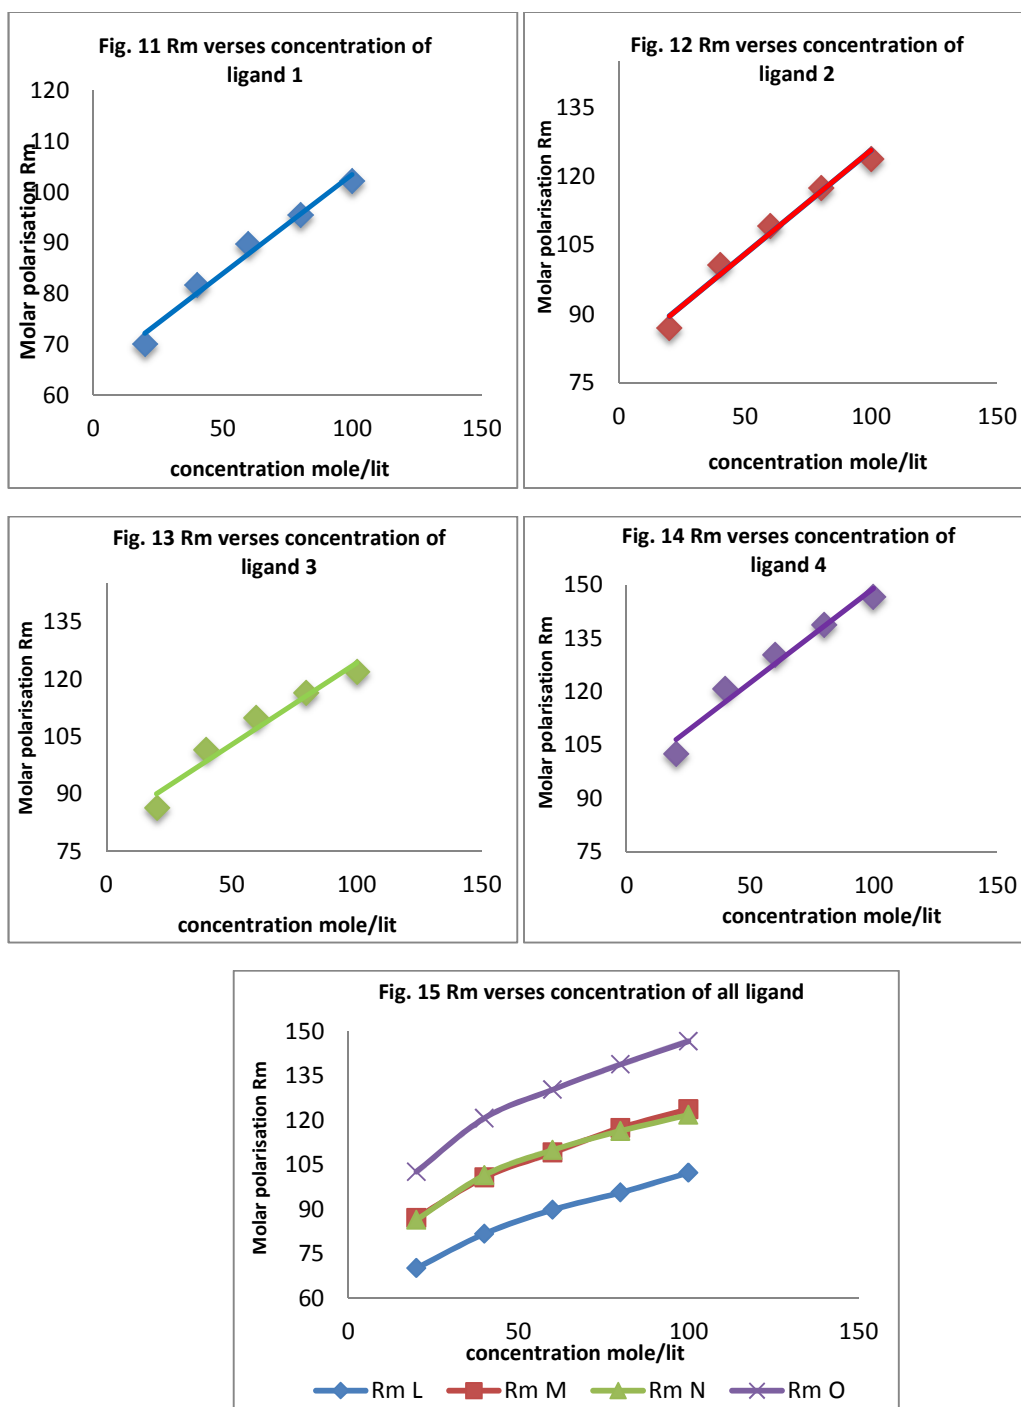 Fig. 11 Rm verses concentration of
ligand 1
Molar polarisation Rm
120
110
100
90
80
70
60
0 50 100 150
concentration mole/lit
Fig. 12 Rm verses concentration of
ligand 2
Molar polarisation Rm
135
120
105
90
75
0 50 100 150
concentration mole/lit
Fig. 13 Rm verses concentration of
ligand 3
Molar polarisation Rm
135
120
105
90
75
0 50 100 150
concentration mole/lit
Fig. 14 Rm verses concentration of
ligand 4
Molar polarisation Rm
150
135
120
105
90
75
0 50 100 150
concentration mole/lit
Fig. 15 Rm verses concentration of all ligand
Molar polarisation Rm
150
135
120
105
90
75
60
0 50 100 150
concentration mole/lit
Rm L Rm M Rm N Rm O